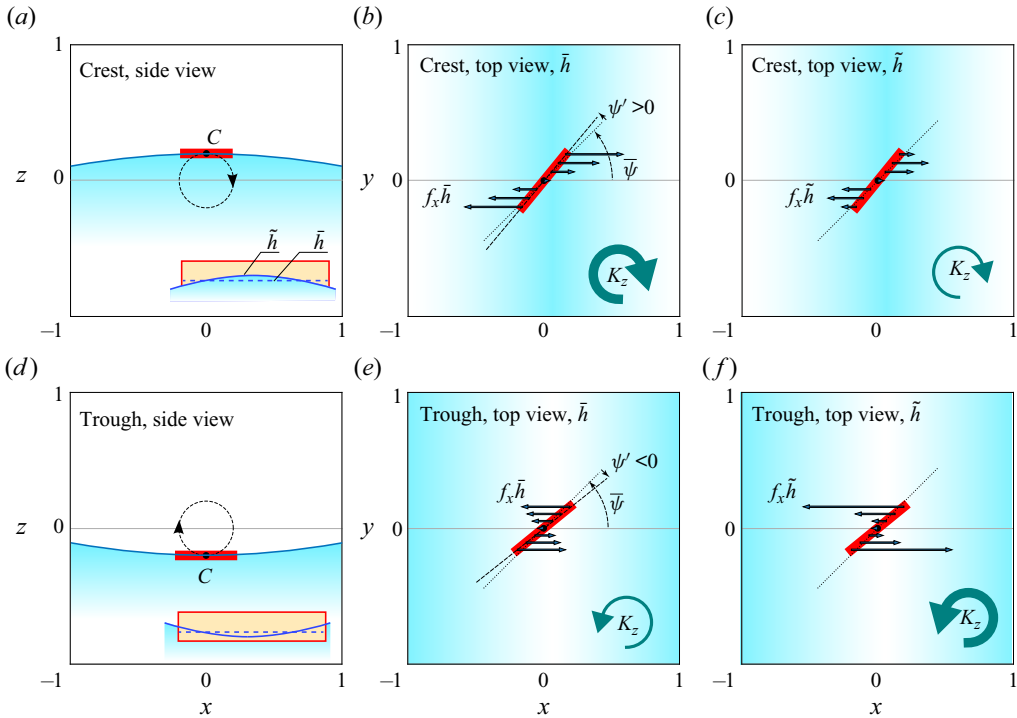 (a)
(b)
(c)
1
Crest, side view
C
z
0
h̃
h̄
–1
0
1
1
Crest, top view, h̄
ψ′ >0
ψ̄
y
0
f_x h̄
K_z
–1
0
1
1
Crest, top view, h̃
0
f_x h̃
K_z
–1
0
1
(d)
(e)
(f)
1
Trough, side view
z
0
C
–1
–1
0
1
x
1
Trough, top view, h̄
ψ′ <0
ψ̄
f_x h̄
y
0
K_z
–1
0
1
x
1
Trough, top view, h̃
f_x h̃
0
K_z
–1
0
1
x